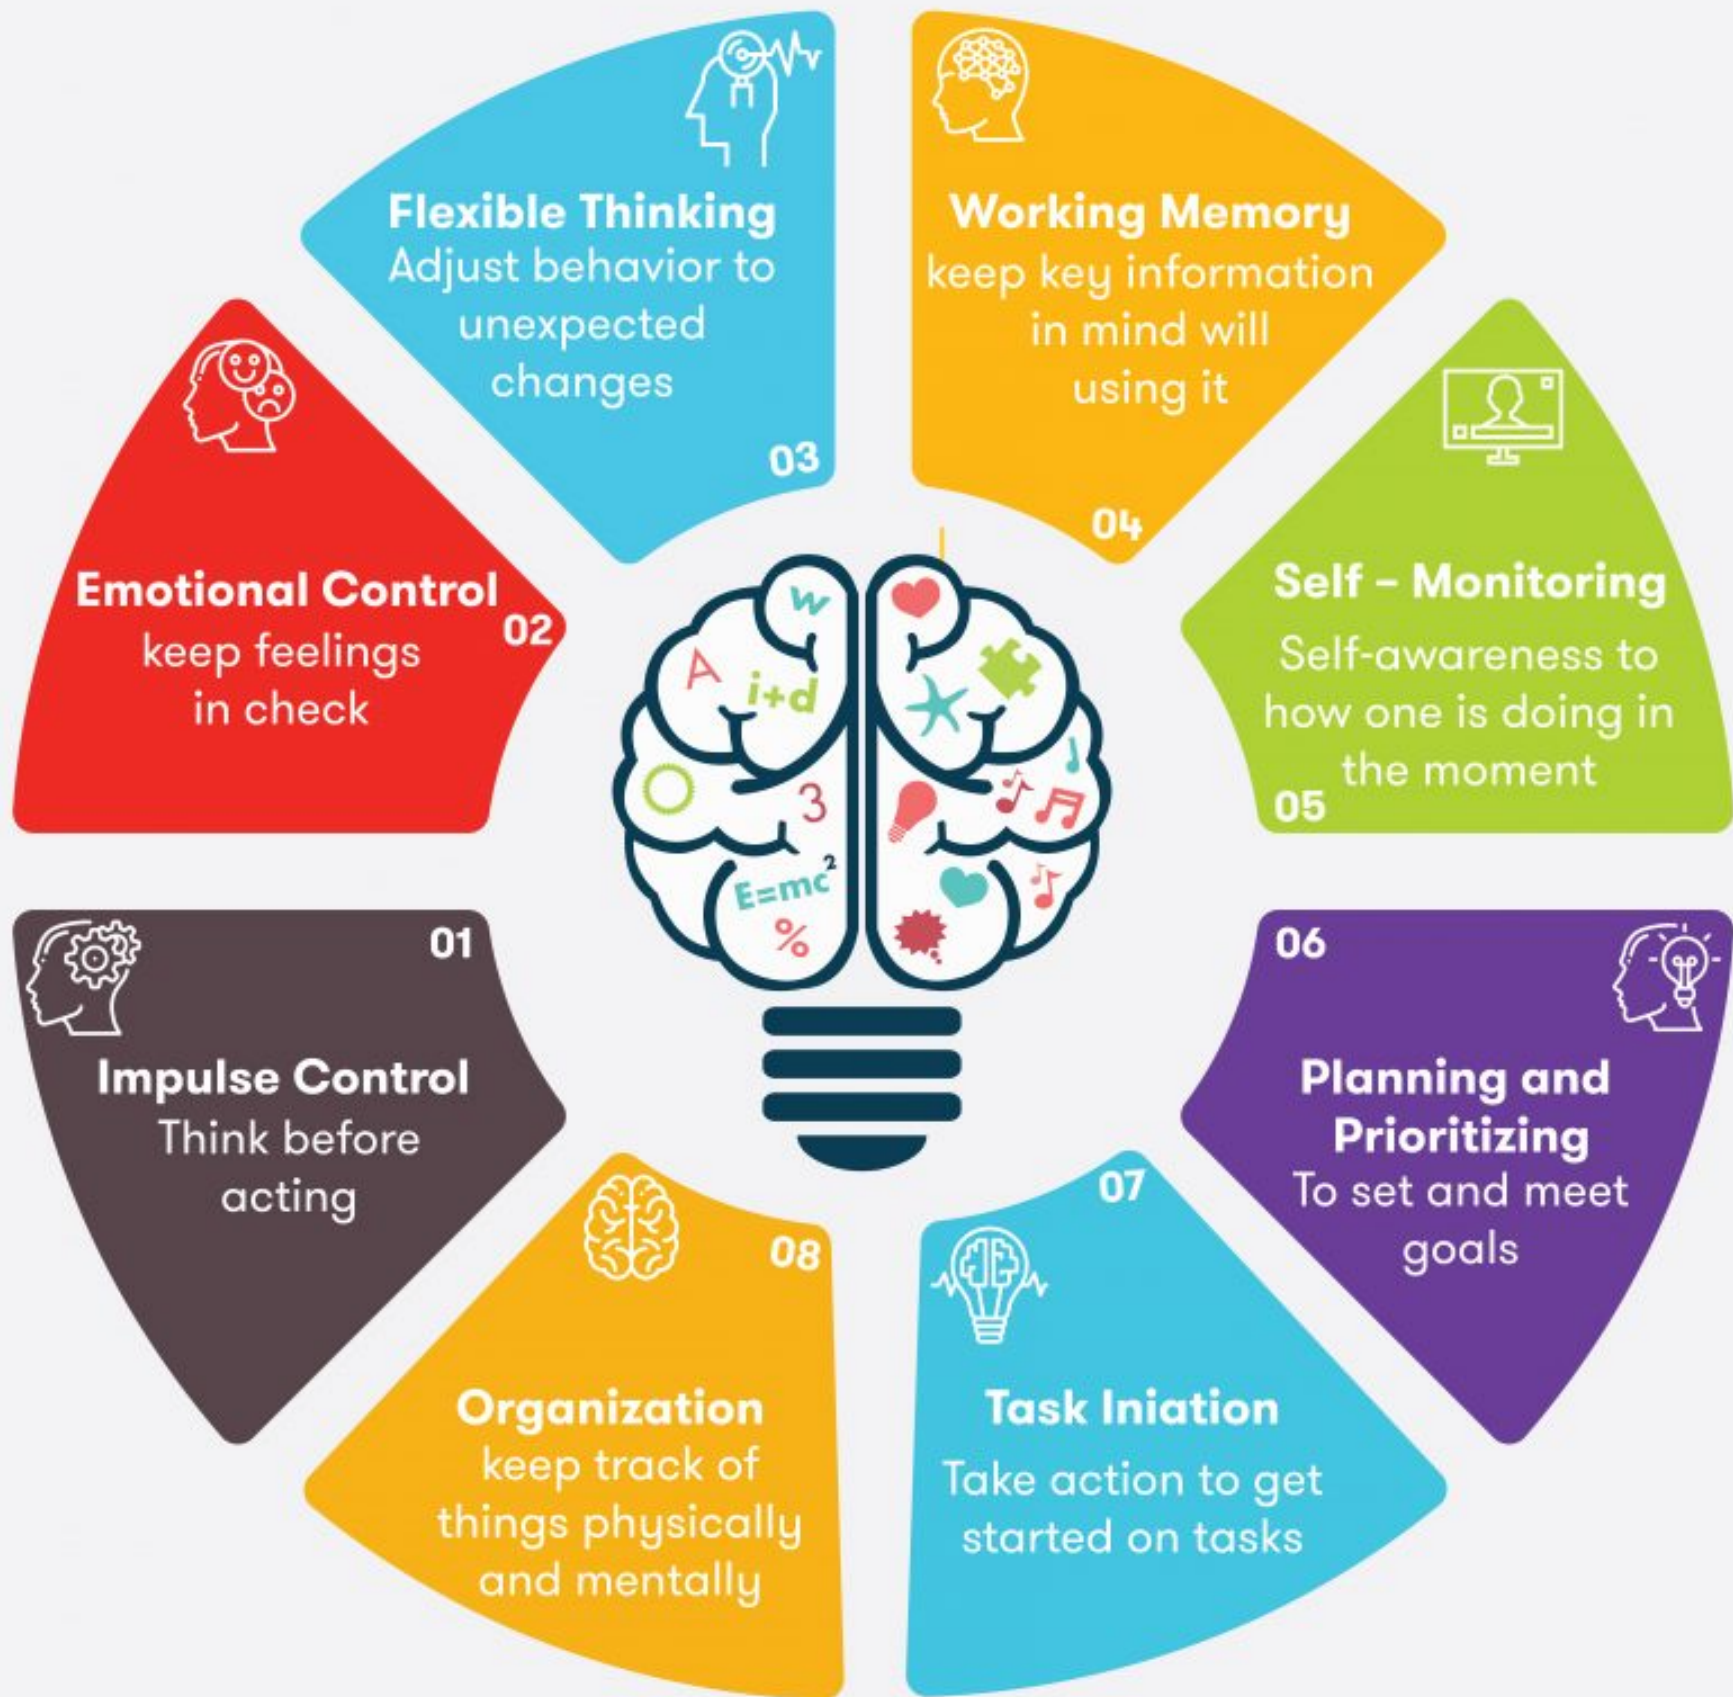 01
Impulse Control
Think before
acting
02
Emotional Control
keep feelings
in check
03
Flexible Thinking
Adjust behavior to
unexpected
changes
04
Working Memory
keep key information
in mind will
using it
05
Self – Monitoring
Self-awareness to
how one is doing in
the moment
06
Planning and
Prioritizing
To set and meet
goals
07
Task Iniation
Take action to get
started on tasks
08
Organization
keep track of
things physically
and mentally
w
A
i+d
3
E=mc²
%